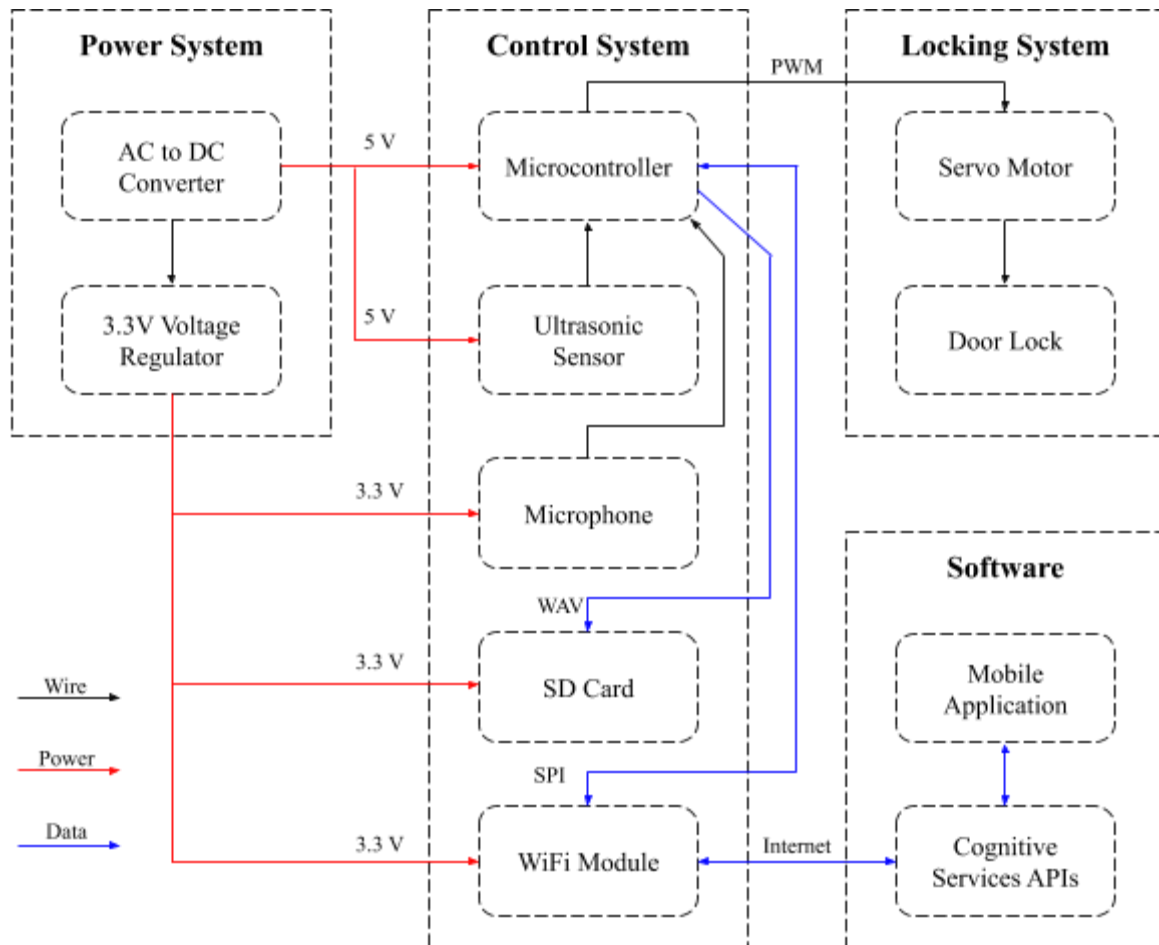 Power System
Control System
Locking System
PWM
AC to DC
Converter
5 V
Microcontroller
Servo Motor
3.3V Voltage
Regulator
5 V
Ultrasonic
Sensor
Door Lock
3.3 V
Microphone
Software
WAV
3.3 V
SD Card
Mobile
Application
Wire
Power
Data
SPI
3.3 V
WiFi Module
Internet
Cognitive
Services APIs